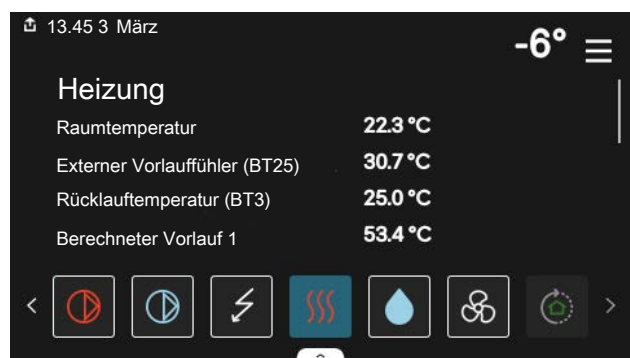 13.45 3 März
-6°
Heizung
Raumtemperatur 22.3 °C
Externer Vorlauffühler (BT25) 30.7 °C
Rücklauftemperatur (BT3) 25.0 °C
Berechneter Vorlauf 1 53.4 °C